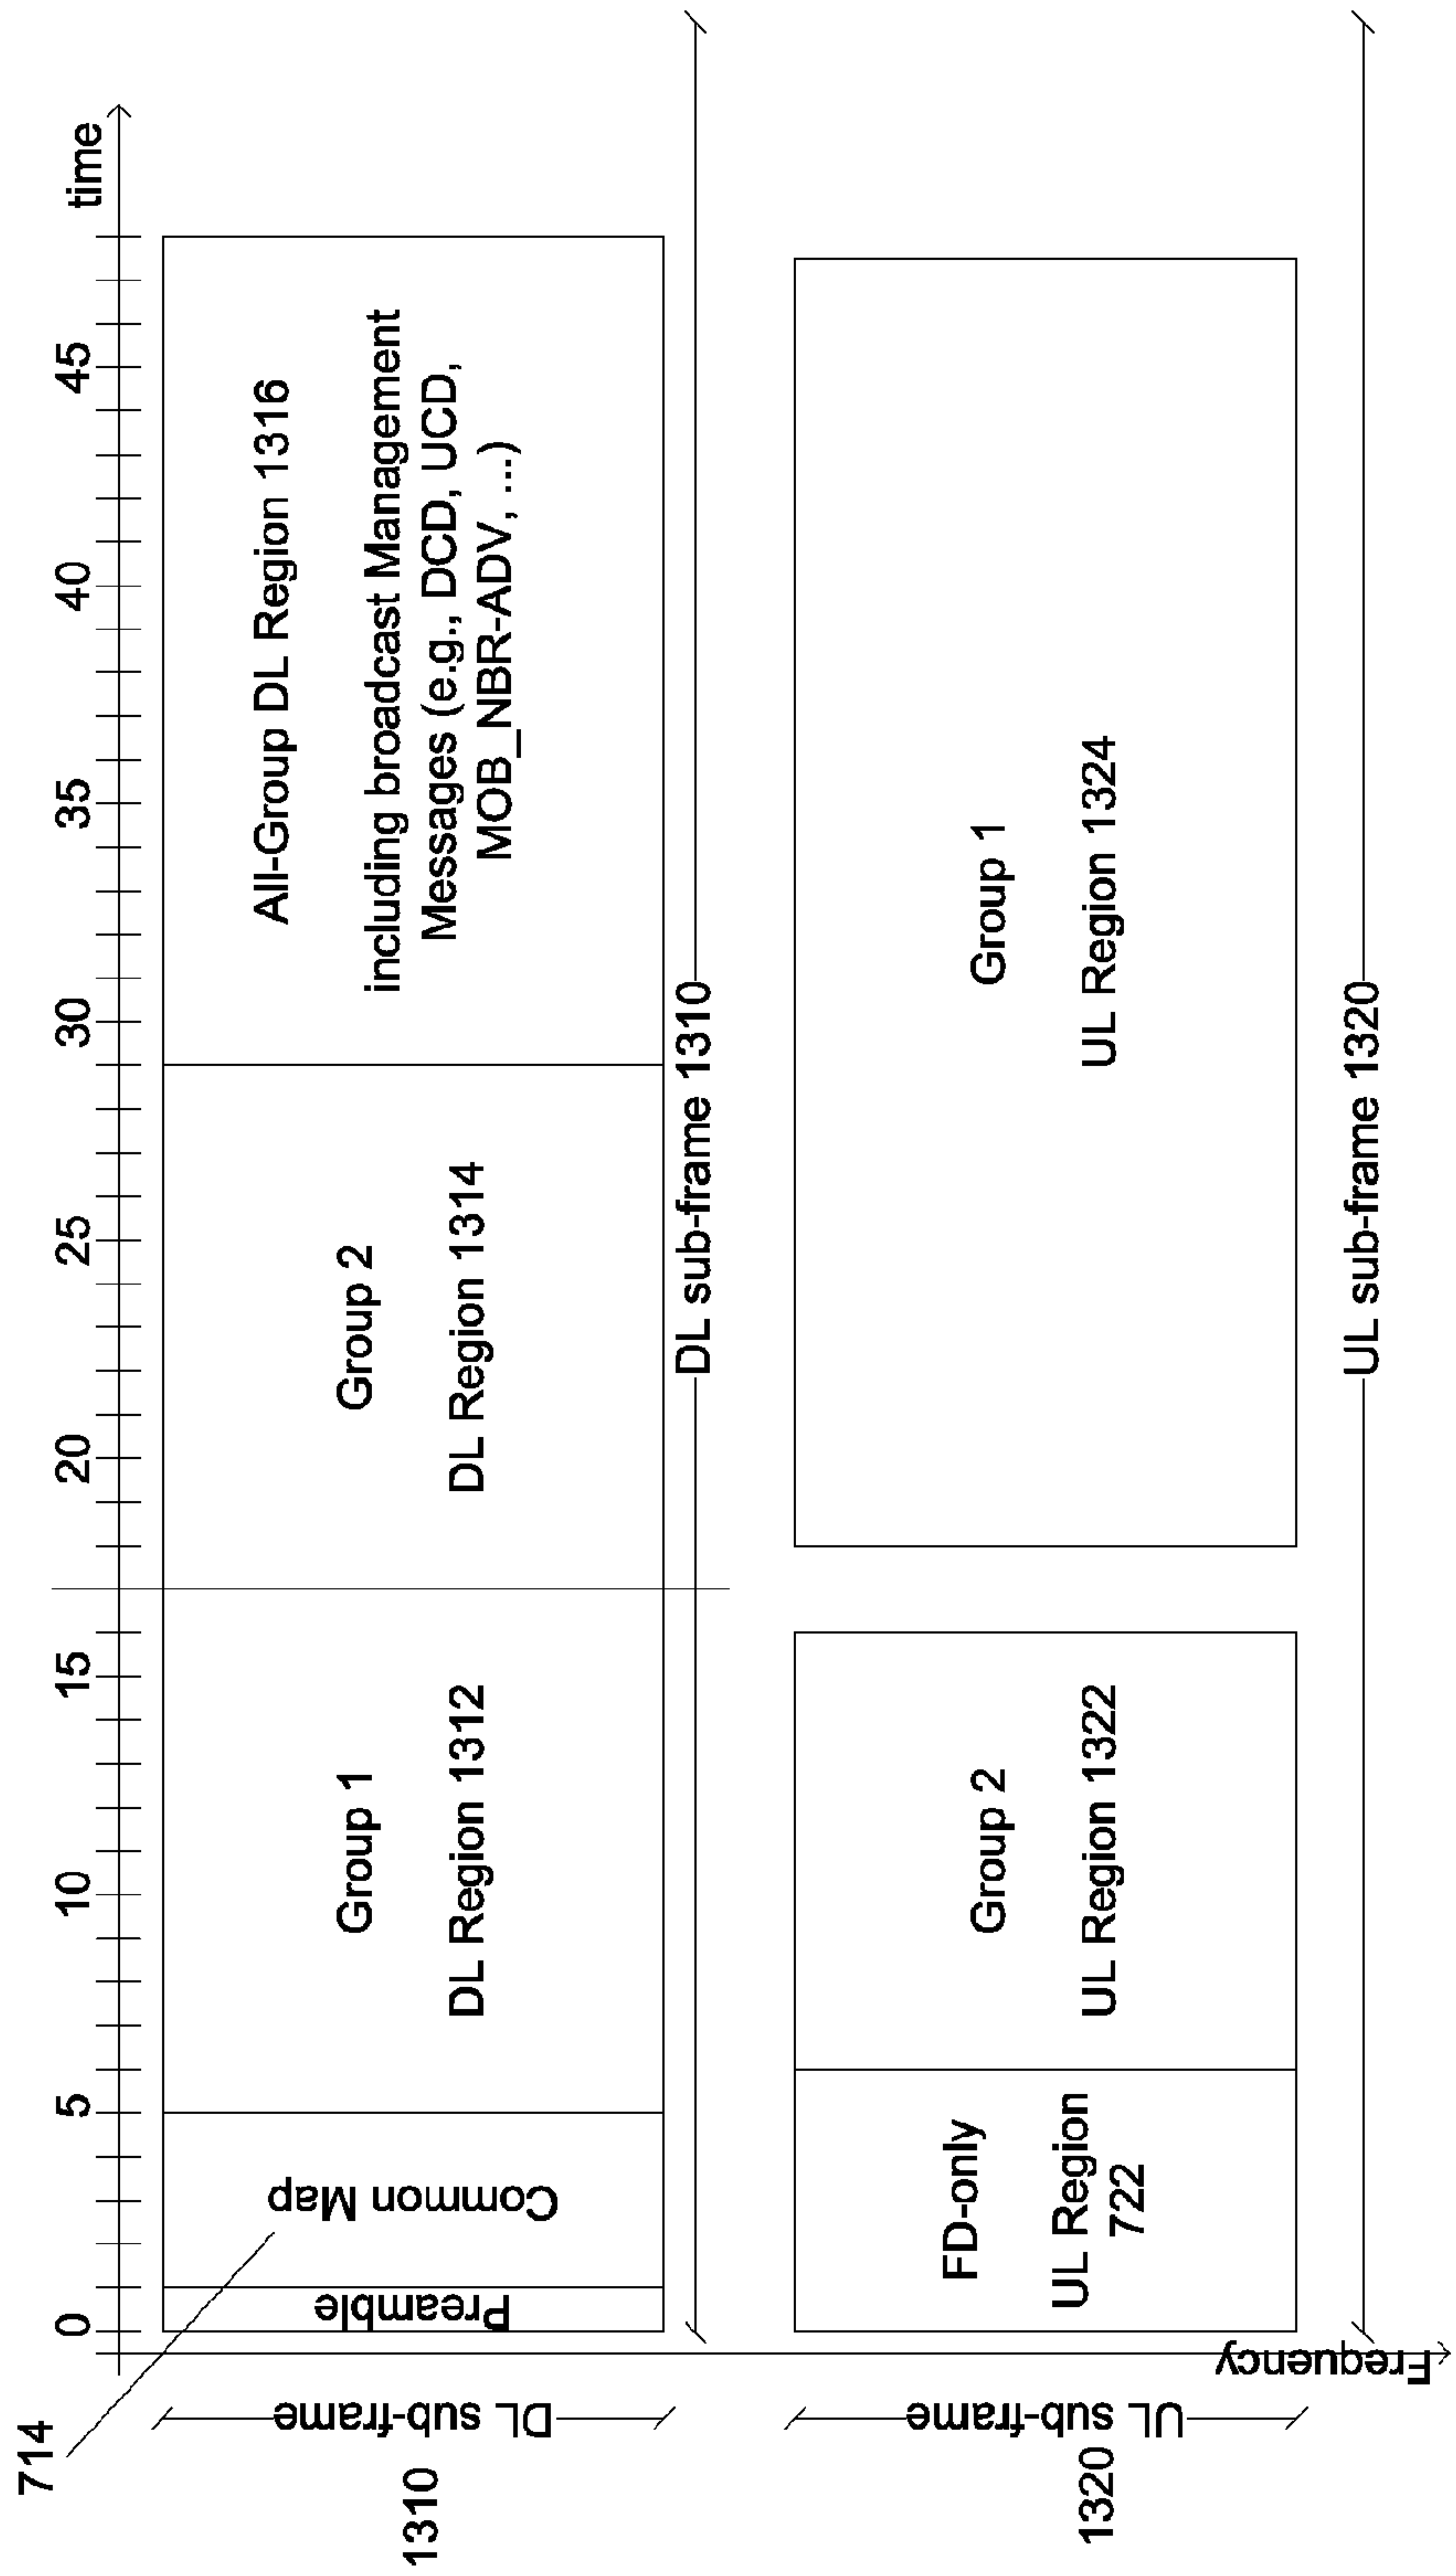 714
0 5 10 15 20 25 30 35 40 45
time
1310
DL sub-frame
Preamble
Common Map
Group 1
DL Region 1312
Group 2
DL Region 1314
All-Group DL Region 1316
including broadcast Management
Messages (e.g., DCD, UCD,
MOB_NBR-ADV, ...)
DL sub-frame 1310
1320
UL sub-frame
FD-only
UL Region
722
Group 2
UL Region 1322
Group 1
UL Region 1324
UL sub-frame 1320
Frequency